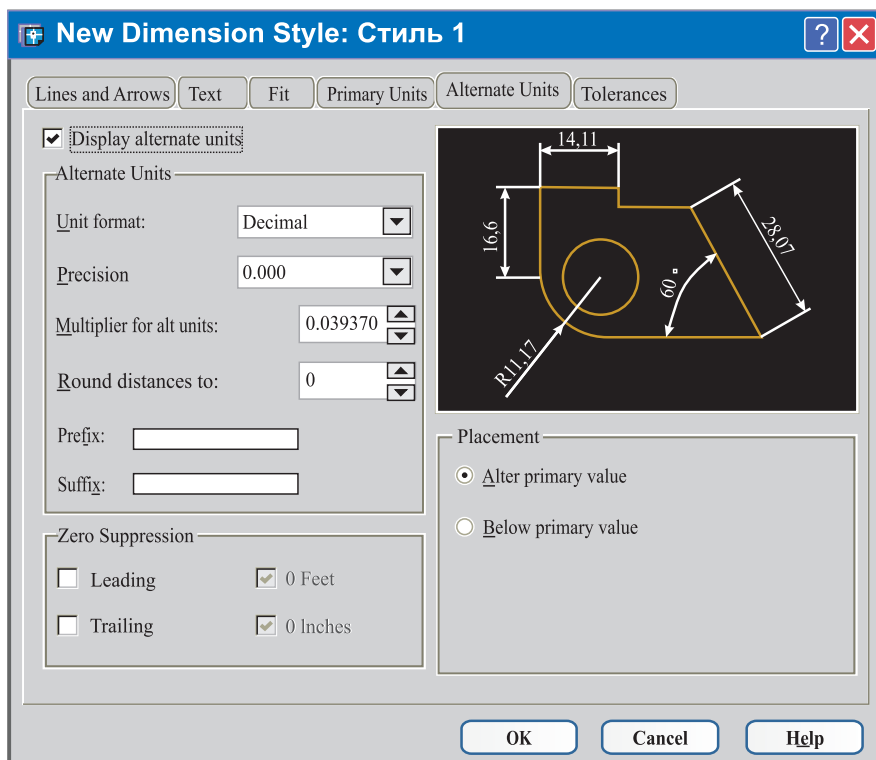 New Dimension Style: Стиль 1
?
Lines and Arrows
Text
Fit
Primary Units
Alternate Units
Tolerances
Display alternate units
Alternate Units
Unit format:
Decimal
Precision
0.000
Multiplier for alt units:
0.039370
Round distances to:
0
Prefix:
Suffix:
Zero Suppression
Leading
0 Feet
Trailing
0 Inches
14,11
16,6
28,07
60°
R11,17
Placement
Alter primary value
Below primary value
OK
Cancel
Help